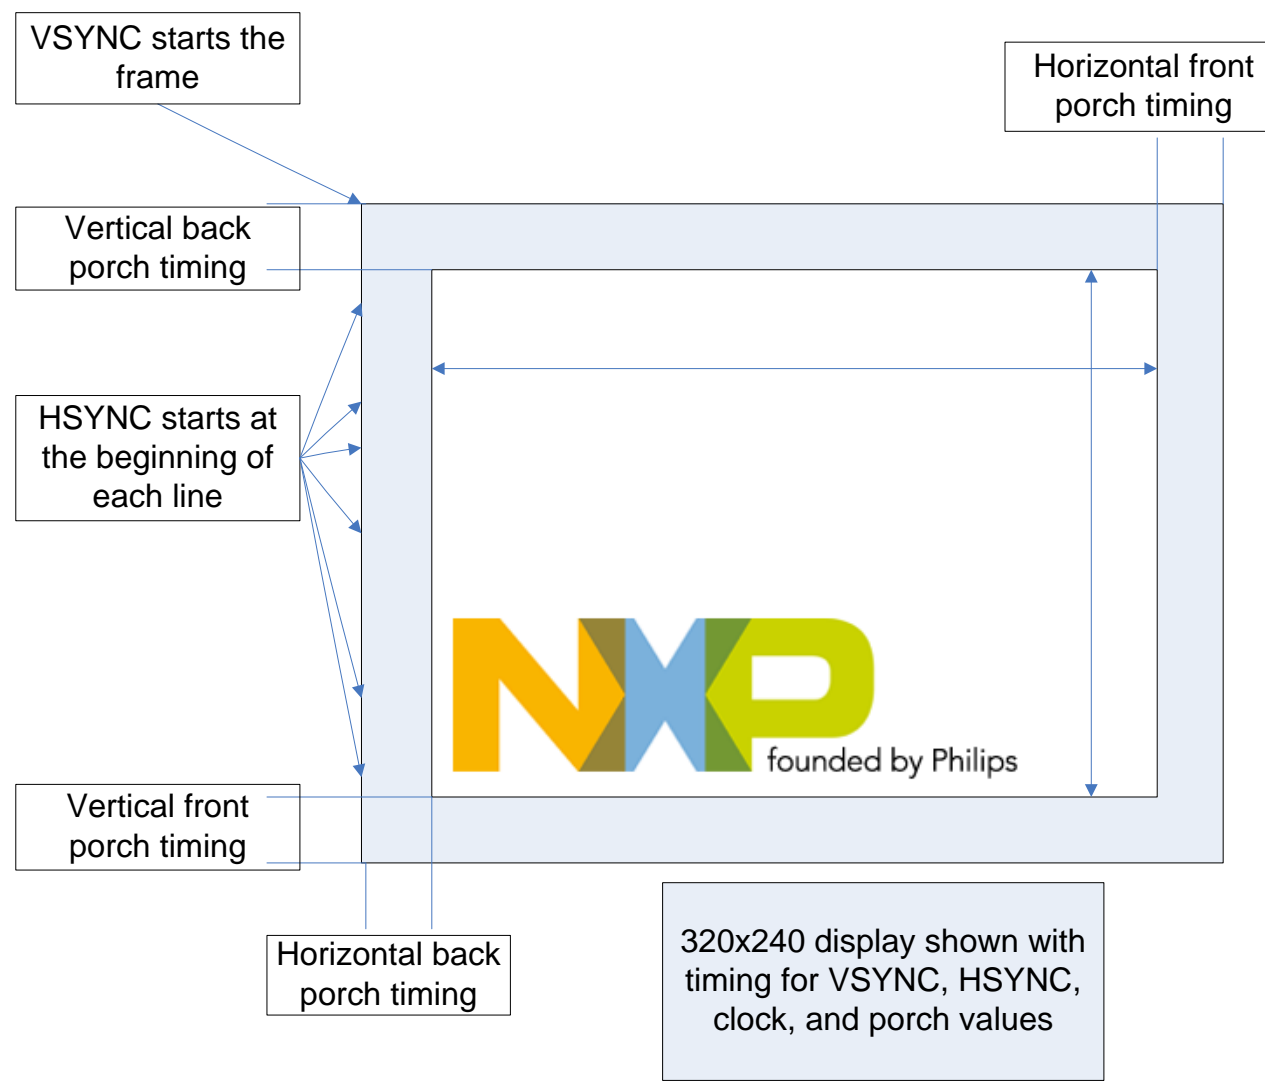 VSYNC starts the
frame
Horizontal front
porch timing
Vertical back
porch timing
HSYNC starts at
the beginning of
each line
NXP
founded by Philips
Vertical front
porch timing
Horizontal back
porch timing
320x240 display shown with
timing for VSYNC, HSYNC,
clock, and porch values